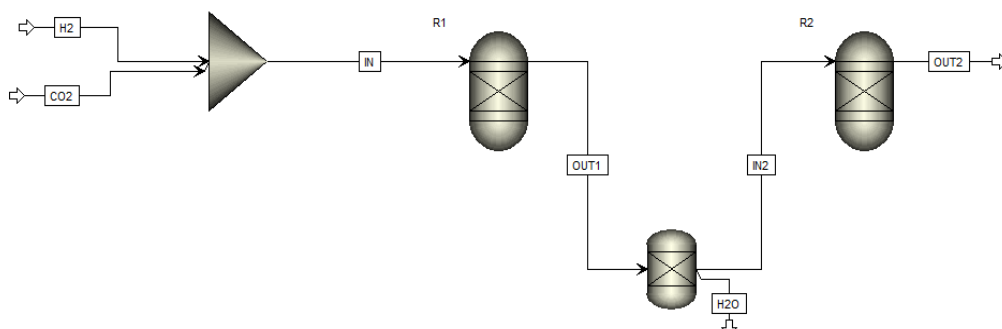 R1
R2
H2
IN
OUT2
CO2
OUT1
IN2
H2O